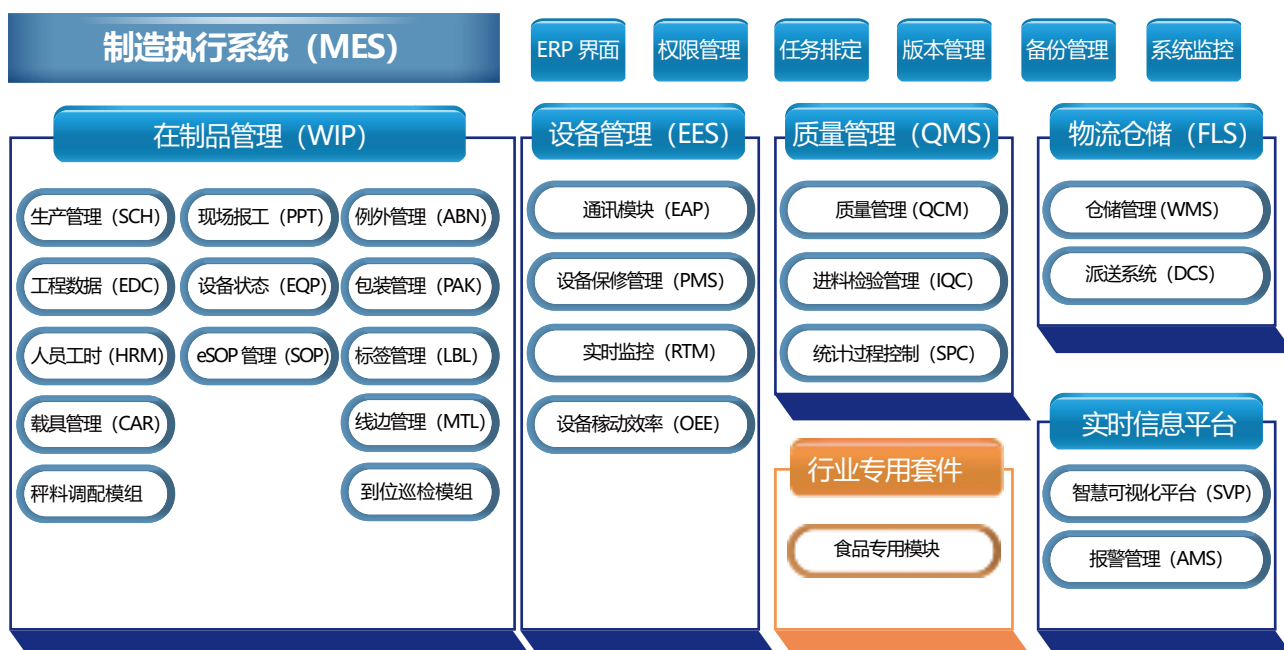 制造执行系统（MES）
ERP 界面
权限管理
任务排定
版本管理
备份管理
系统监控
在制品管理（WIP）
生产管理（SCH）
现场报工（PPT）
例外管理（ABN）
工程数据（EDC）
设备状态（EQP）
包装管理（PAK）
人员工时（HRM）
eSOP 管理（SOP）
标签管理（LBL）
载具管理（CAR）
线边管理（MTL）
秤料调配模组
到位巡检模组
设备管理（EES）
通讯模块（EAP）
设备保修管理（PMS）
实时监控（RTM）
设备稼动效率（OEE）
质量管理（QMS）
质量管理（QCM）
进料检验管理（IQC）
统计过程控制（SPC）
行业专用套件
食品专用模块
物流仓储（FLS）
仓储管理（WMS）
派送系统（DCS）
实时信息平台
智慧可视化平台（SVP）
报警管理（AMS）